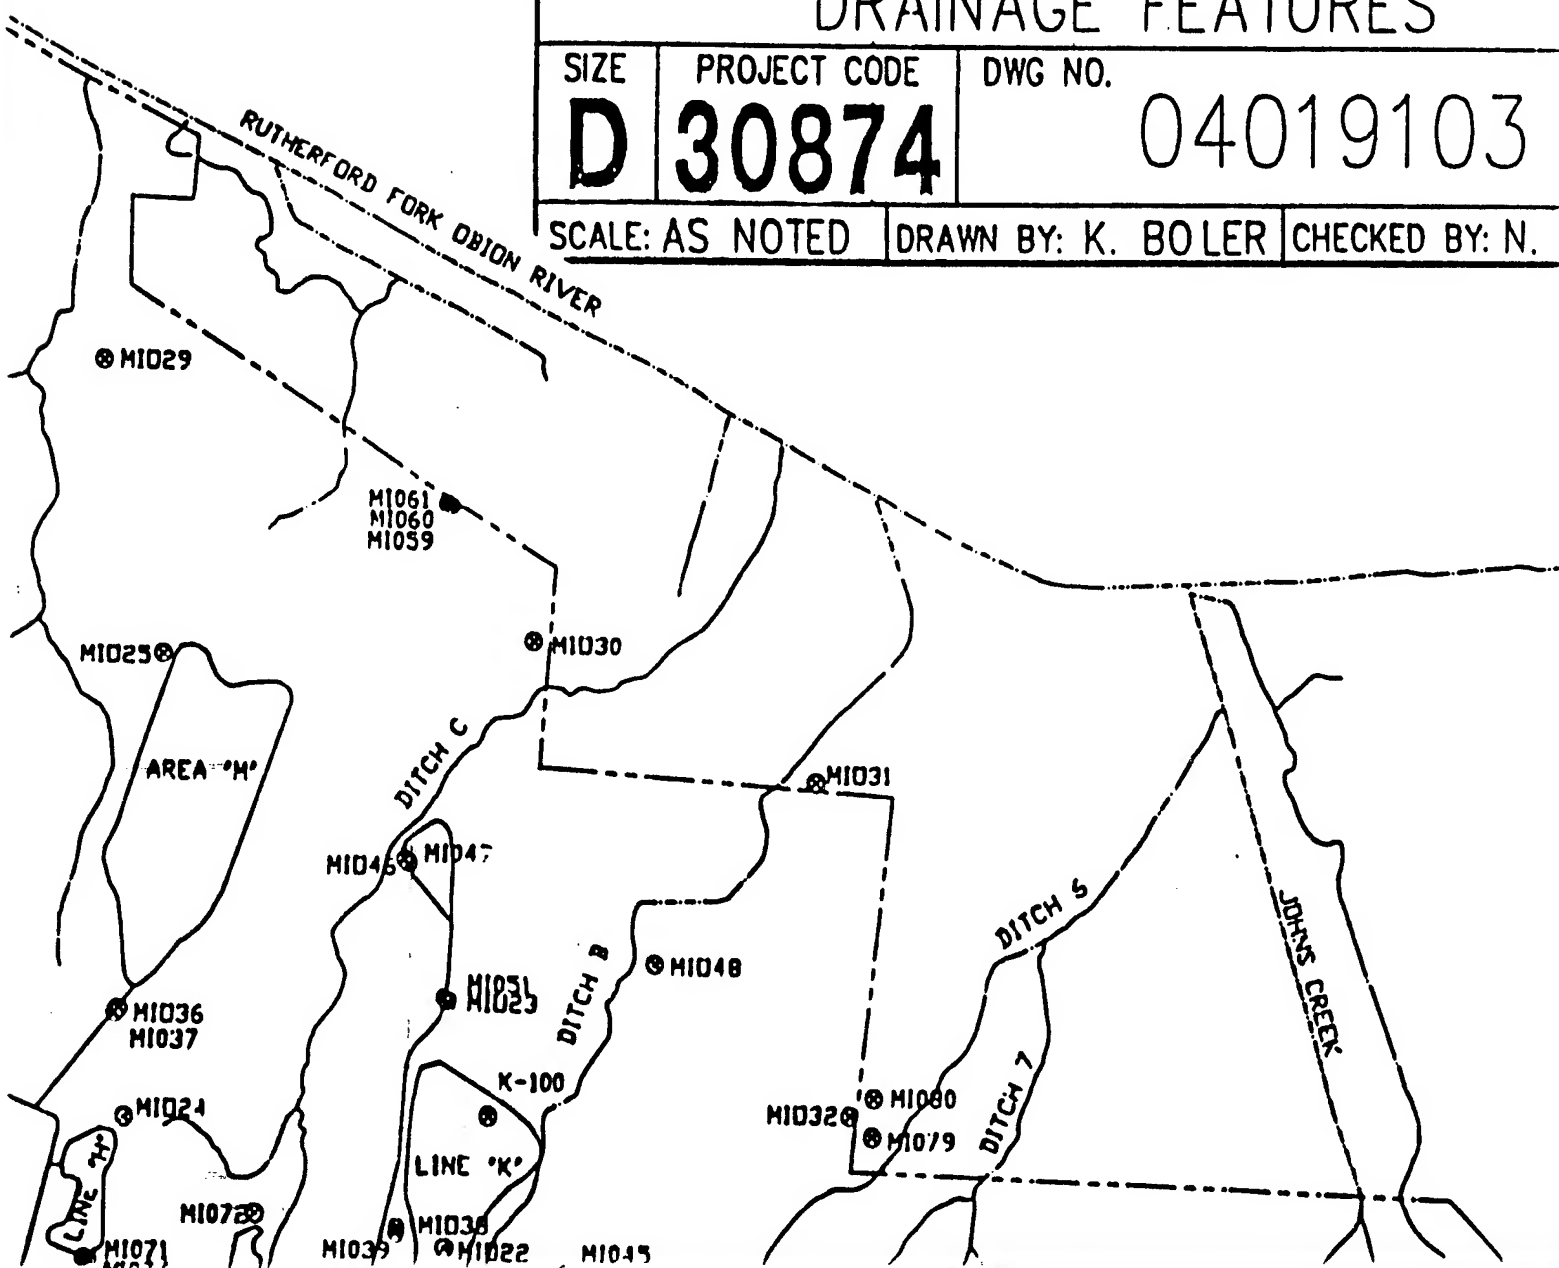 DRAINAGE FEATURES
SIZE
D
PROJECT CODE
30874
DWG NO.
04019103
SCALE: AS NOTED
DRAWN BY: K. BOLER
CHECKED BY: N.
RUTHERFORD FORK OBION RIVER
MI029
MI061
MI060
MI059
MI030
MI025
AREA "H"
DITCH C
MI031
MI046
MI047
DITCH 5
JOHNS CREEK
DITCH B
MI048
MI051
MI023
MI036
MI037
K-100
MI024
MI080
MI032
MI079
DITCH 7
LINE "H"
LINE "K"
MI072
MI038
MI039
MI022
MI045
MI071